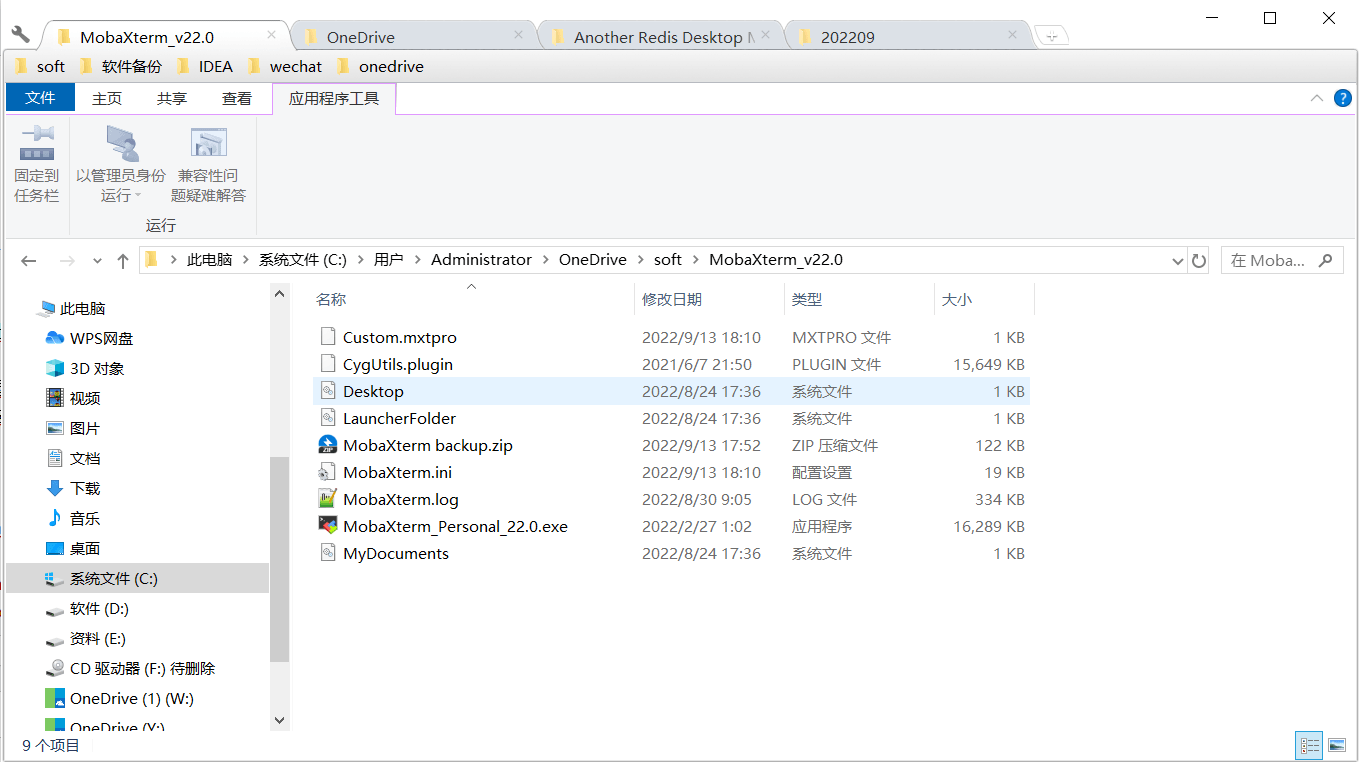 MobaXterm_v22.0 OneDrive Another Redis Desktop 202209
soft 软件备份 IDEA wechat onedrive
文件 主页 共享 查看 应用程序工具
固定到 以管理员身份 兼容性问
任务栏 运行 题疑难解答
运行
此电脑 系统文件 (C:) 用户 Administrator OneDrive soft MobaXterm_v22.0 在 Moba...
名称 修改日期 类型 大小
此电脑
WPS网盘
3D 对象
视频
图片
文档
下载
音乐
桌面
系统文件 (C:)
软件 (D:)
资料 (E:)
CD 驱动器 (F:) 待删除
OneDrive (1) (W:)
OneDrive (Y:)
Custom.mxtpro 2022/9/13 18:10 MXTPRO 文件 1 KB
CygUtils.plugin 2021/6/7 21:50 PLUGIN 文件 15,649 KB
Desktop 2022/8/24 17:36 系统文件 1 KB
LauncherFolder 2022/8/24 17:36 系统文件 1 KB
MobaXterm backup.zip 2022/9/13 17:52 ZIP 压缩文件 122 KB
MobaXterm.ini 2022/9/13 18:10 配置设置 19 KB
MobaXterm.log 2022/8/30 9:05 LOG 文件 334 KB
MobaXterm_Personal_22.0.exe 2022/2/27 1:02 应用程序 16,289 KB
MyDocuments 2022/8/24 17:36 系统文件 1 KB
9 个项目